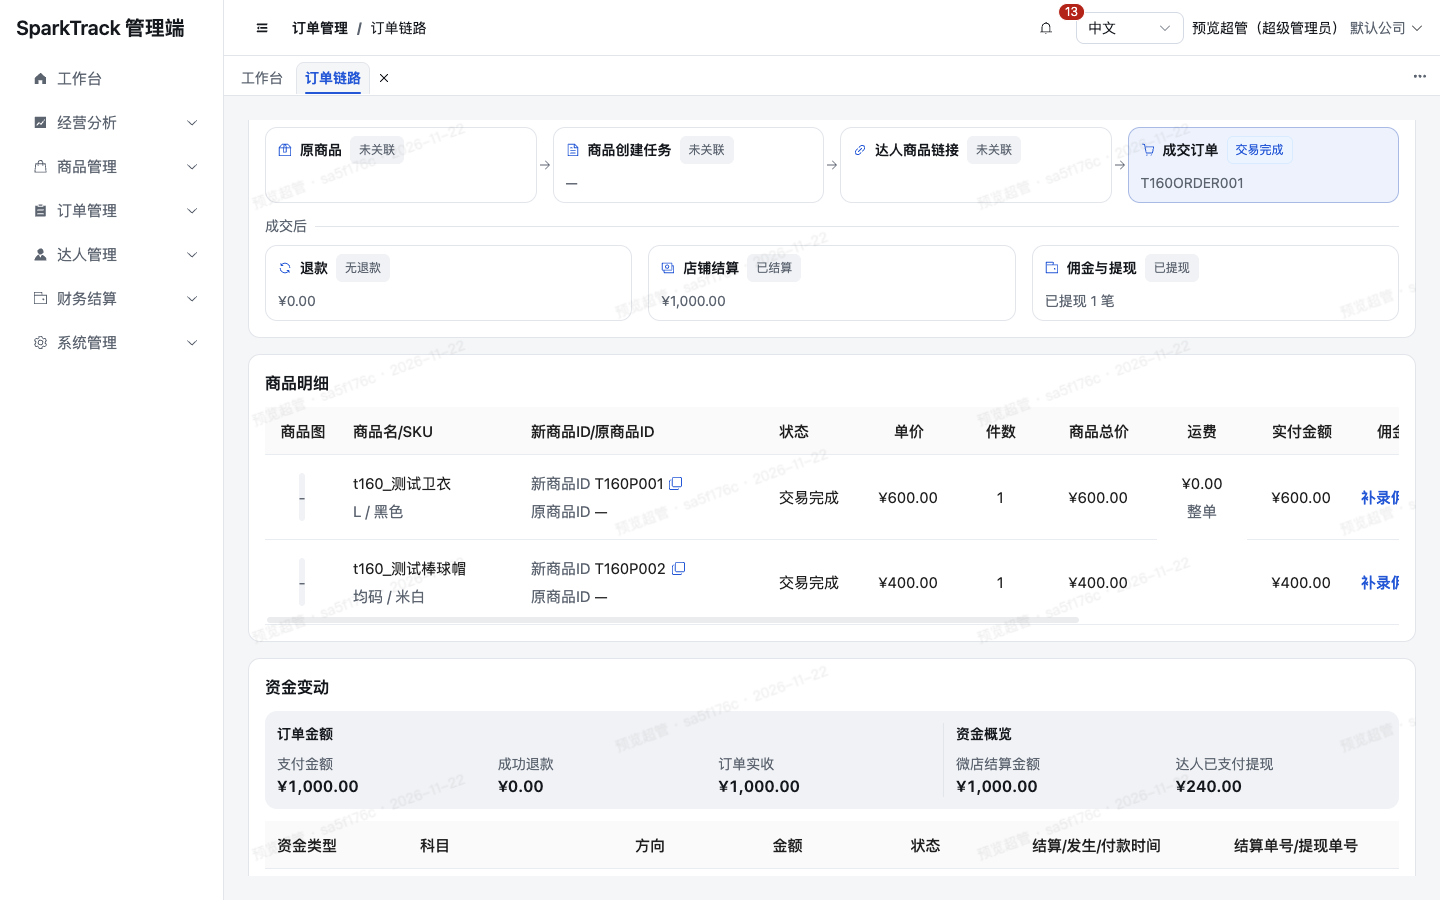 SparkTrack 管理端
订单管理 / 订单链路
13
中文
预览超管（超级管理员）
默认公司
工作台
经营分析
商品管理
订单管理
达人管理
财务结算
系统管理
工作台
订单链路
原商品 未关联
商品创建任务 未关联
—
达人商品链接 未关联
成交订单 交易完成
T160ORDER001
成交后
退款 无退款
¥0.00
店铺结算 已结算
¥1,000.00
佣金与提现 已提现
已提现 1 笔
商品明细
商品图 商品名/SKU 新商品ID/原商品ID 状态 单价 件数 商品总价 运费 实付金额 佣金
- t160_测试卫衣 新商品ID T160P001 交易完成 ¥600.00 1 ¥600.00 ¥0.00 ¥600.00 补录佣
L / 黑色 原商品ID — 整单
- t160_测试棒球帽 新商品ID T160P002 交易完成 ¥400.00 1 ¥400.00 ¥400.00 补录佣
均码 / 米白 原商品ID —
资金变动
订单金额 资金概览
支付金额 成功退款 订单实收 微店结算金额 达人已支付提现
¥1,000.00 ¥0.00 ¥1,000.00 ¥1,000.00 ¥240.00
资金类型 科目 方向 金额 状态 结算/发生/付款时间 结算单号/提现单号
预览超管 · sa5f176c · 2026-11-22